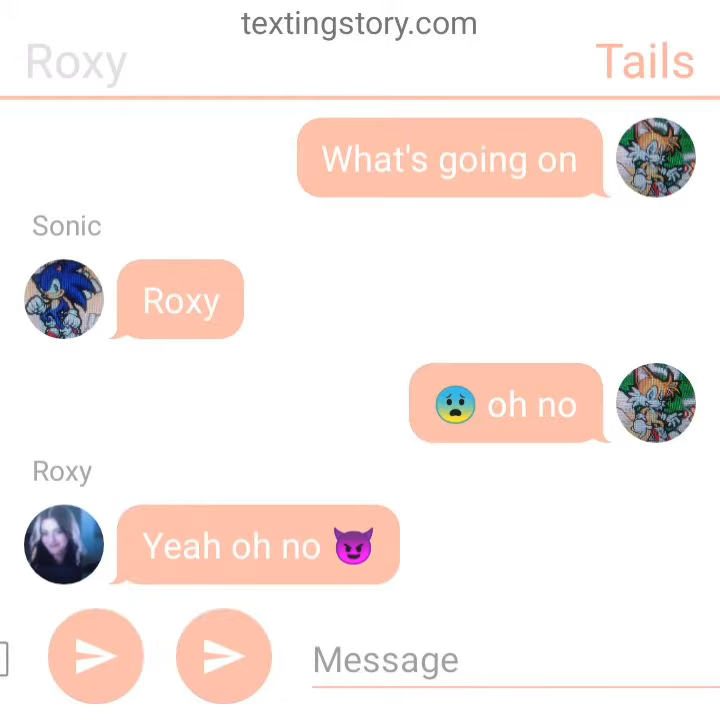 textingstory.com
Roxy
Tails
What's going on
Sonic
Roxy
😰 oh no
Roxy
Yeah oh no 😈
Message